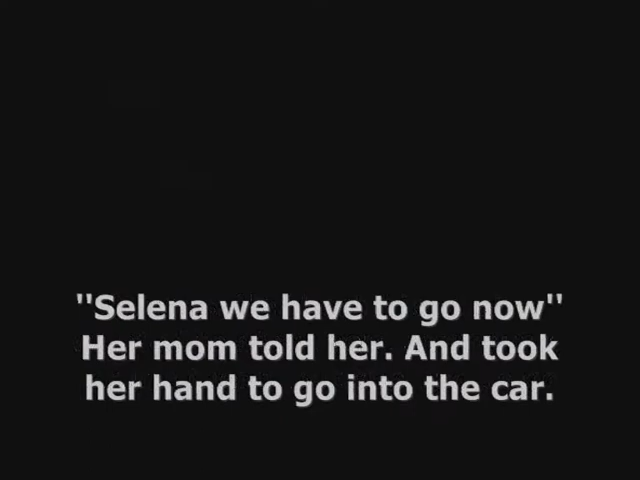 "Selena we have to go now"
Her mom told her. And took
her hand to go into the car.